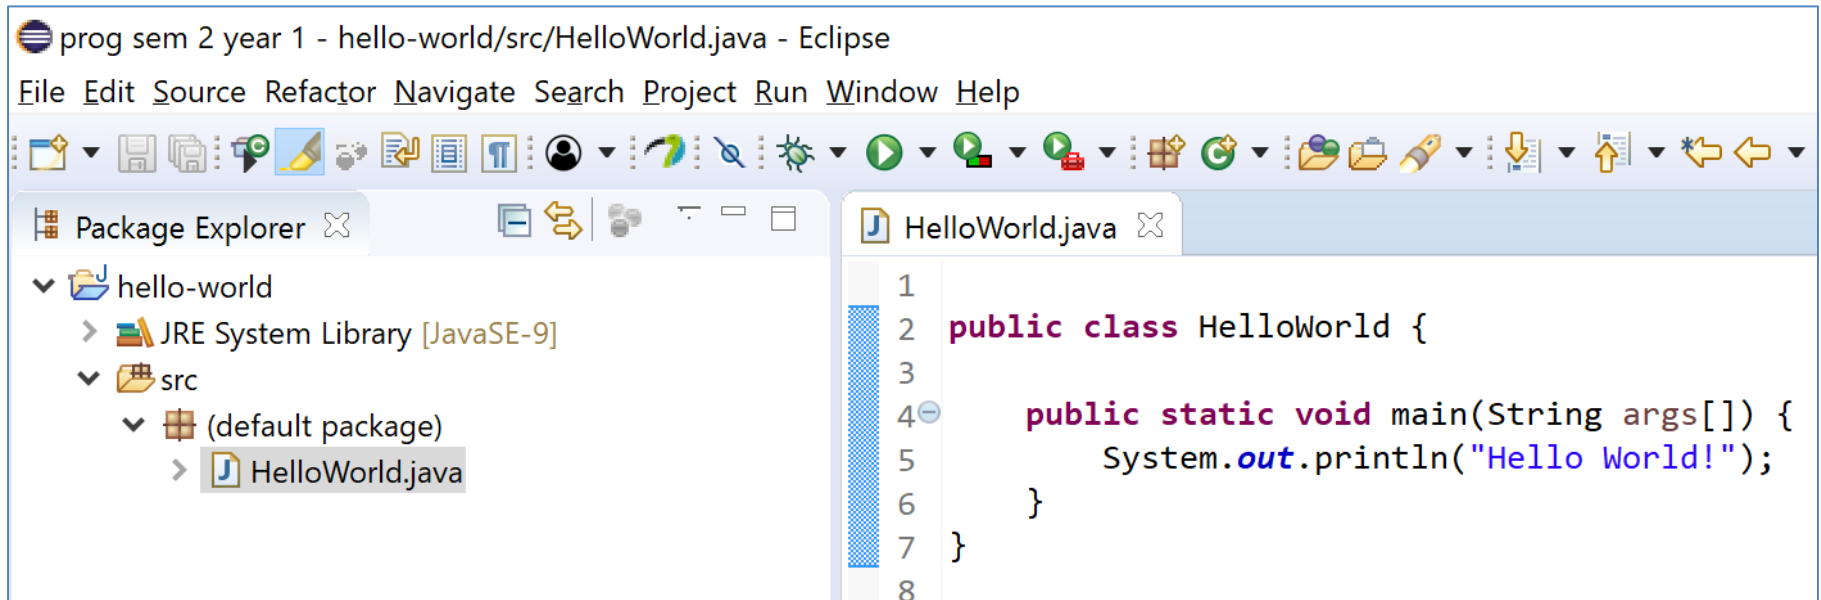 prog sem 2 year 1 - hello-world/src/HelloWorld.java - Eclipse
File Edit Source Refactor Navigate Search Project Run Window Help
Package Explorer
hello-world
JRE System Library [JavaSE-9]
src
(default package)
HelloWorld.java
HelloWorld.java
1
2 public class HelloWorld {
3
4 public static void main(String args[]) {
5 System.out.println("Hello World!");
6 }
7 }
8